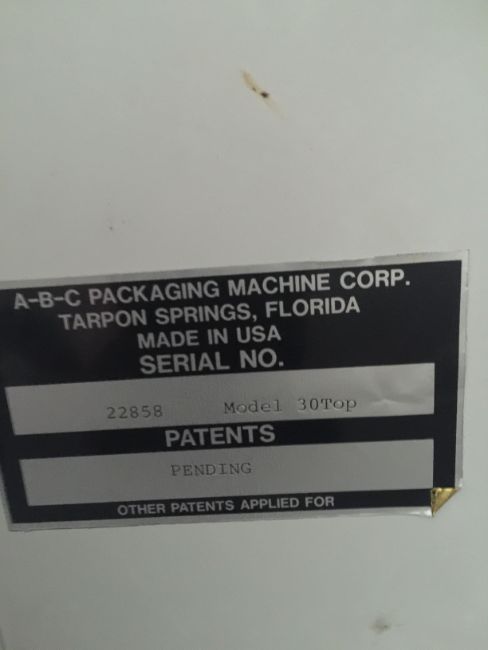 A-B-C PACKAGING MACHINE CORP.
TARPON SPRINGS, FLORIDA
MADE IN USA
SERIAL NO.
22858 Model 30Top
PATENTS
PENDING
OTHER PATENTS APPLIED FOR